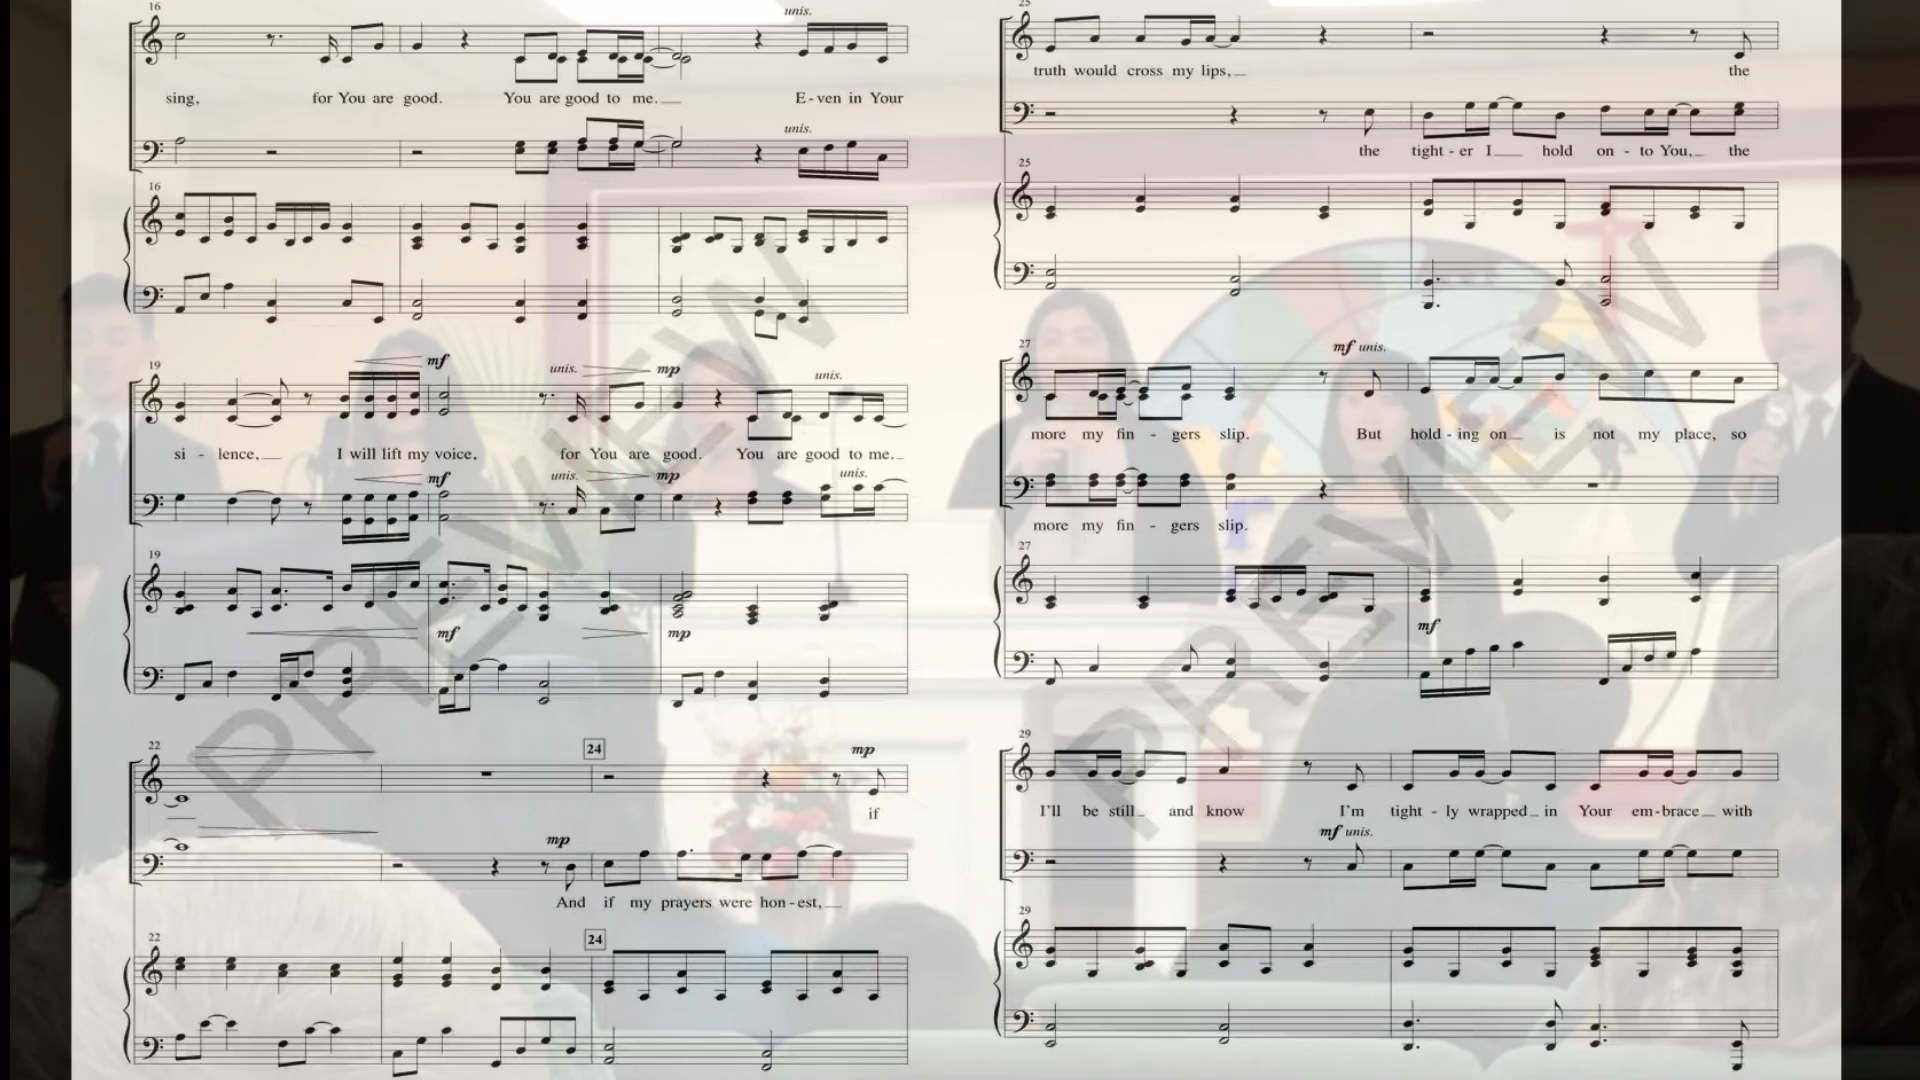 16
unis.
sing, for You are good. You are good to me. E-ven in Your
unis.
16
19
mf
unis.
mp
unis.
si - lence, I will lift my voice, for You are good. You are good to me.
mf
unis.
mp
unis.
19
mf
mp
22
24
mp
if
mp
And if my prayers were hon-est,
22
24
25
truth would cross my lips, the
the tight-er I hold on - to You, the
25
27
mf unis.
more my fin - gers slip. But hold-ing on is not my place, so
more my fin - gers slip.
27
mf
29
I'll be still and know I'm tight - ly wrapped in Your em-brace with
mf unis.
29
PREVIEW
PREVIEW